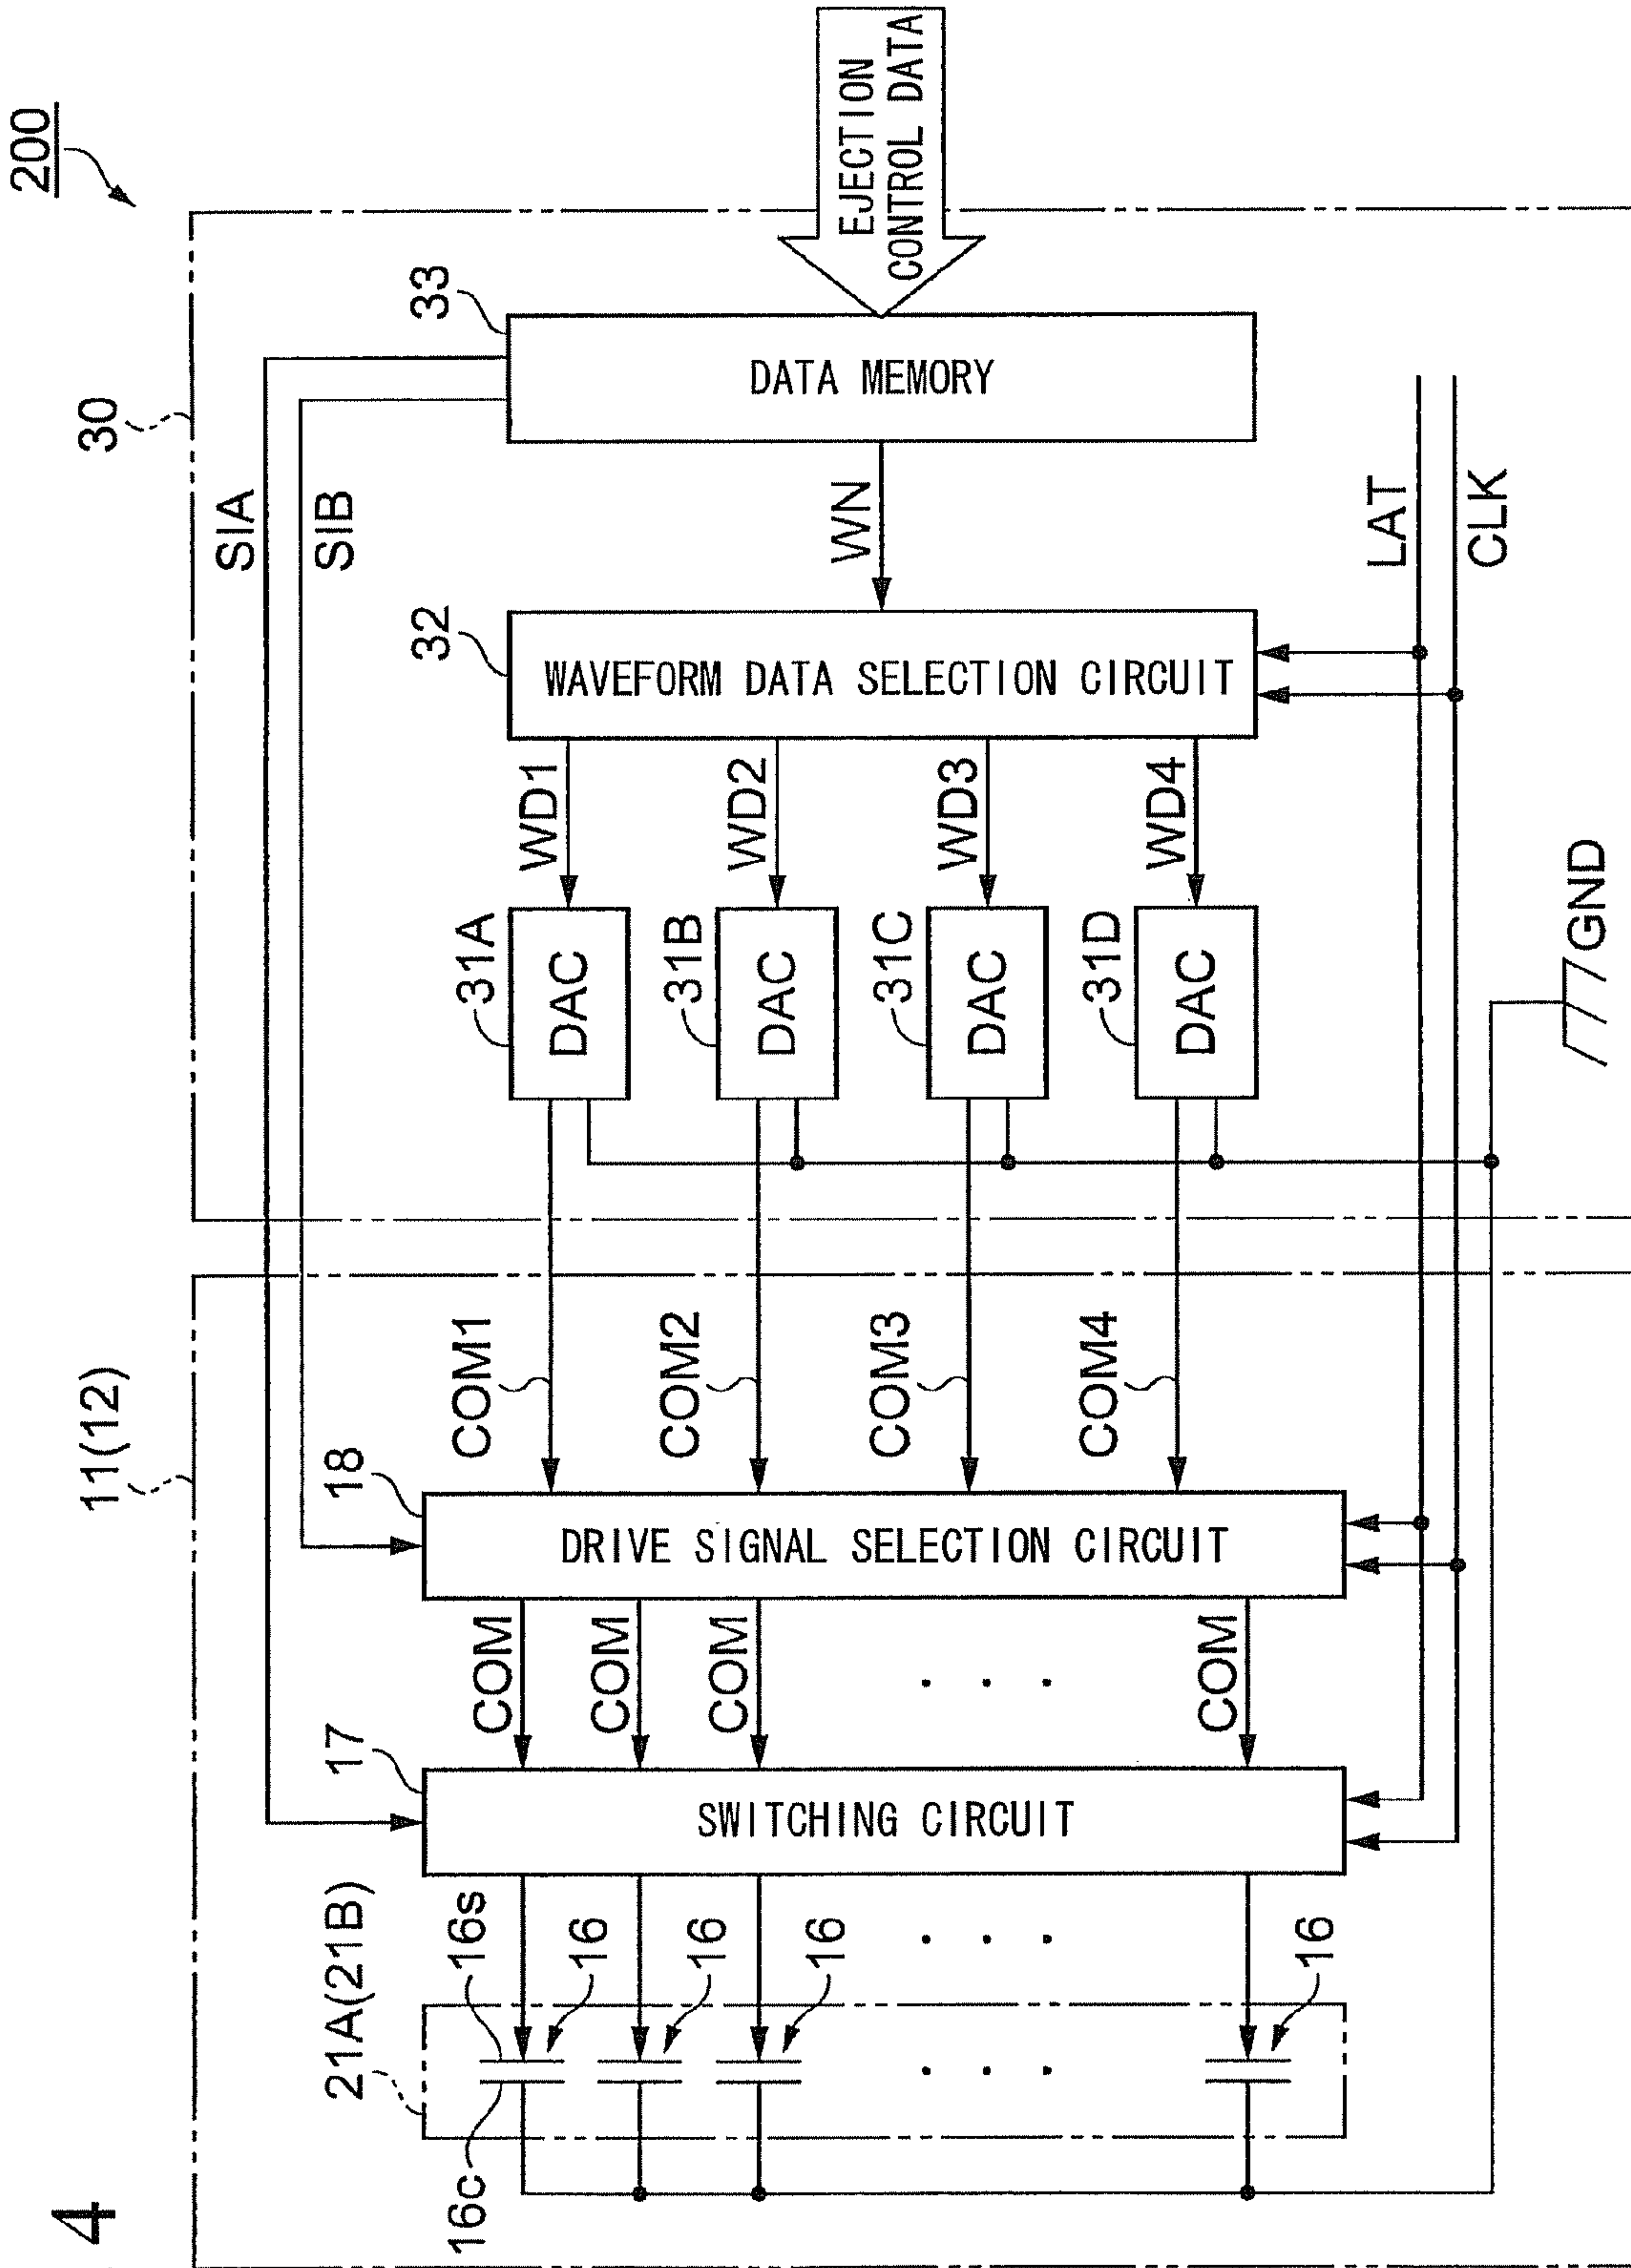 4
200
11(12)
30
SIA
SIB
16c
16s
21A(21B)
16
16
16
16
17
SWITCHING CIRCUIT
COM
COM
COM
COM
18
DRIVE SIGNAL SELECTION CIRCUIT
COM1
COM2
COM3
COM4
31A
DAC
31B
DAC
31C
DAC
31D
DAC
WD1
WD2
WD3
WD4
32
WAVEFORM DATA SELECTION CIRCUIT
WN
33
DATA MEMORY
EJECTION
CONTROL DATA
LAT
CLK
GND